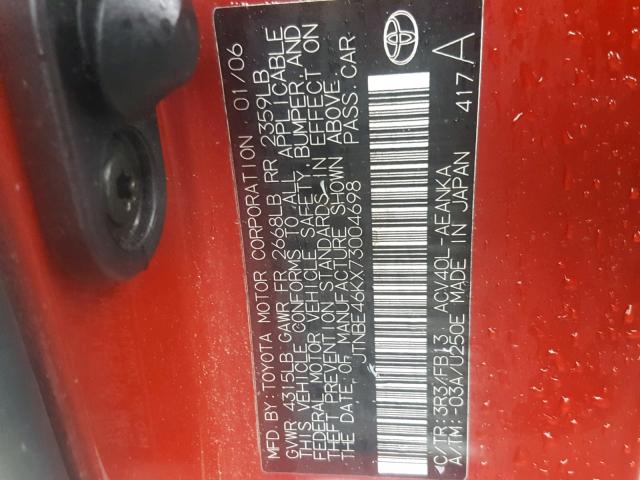 MFD BY: TOYOTA MOTOR CORPORATION 01/06
GVWR 4315LB GAWR FR 2668LB RR 2359LB
THIS VEHICLE CONFORMS TO ALL APPLICABLE
FEDERAL MOTOR VEHICLE SAFETY, BUMPER, AND
THEFT PREVENTION STANDARDS IN EFFECT ON
THE DATE OF MANUFACTURE SHOWN ABOVE.
JTNBE46KX73004698 PASS. CAR
C/TR: 3R3/FB13 ACV40L-AEANKA
A/TM: -03A/U250E MADE IN JAPAN
417A